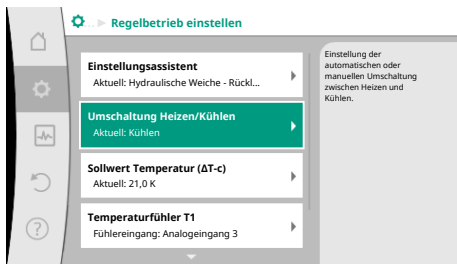 ... ▶ Regelbetrieb einstellen
Einstellungsassistent
Aktuell: Hydraulische Weiche - Rückl...
Umschaltung Heizen/Kühlen
Aktuell: Kühlen
Sollwert Temperatur (ΔT-c)
Aktuell: 21,0 K
Temperaturfühler T1
Fühlereingang: Analogeingang 3
Einstellung der
automatischen oder
manuellen Umschaltung
zwischen Heizen und
Kühlen.
?